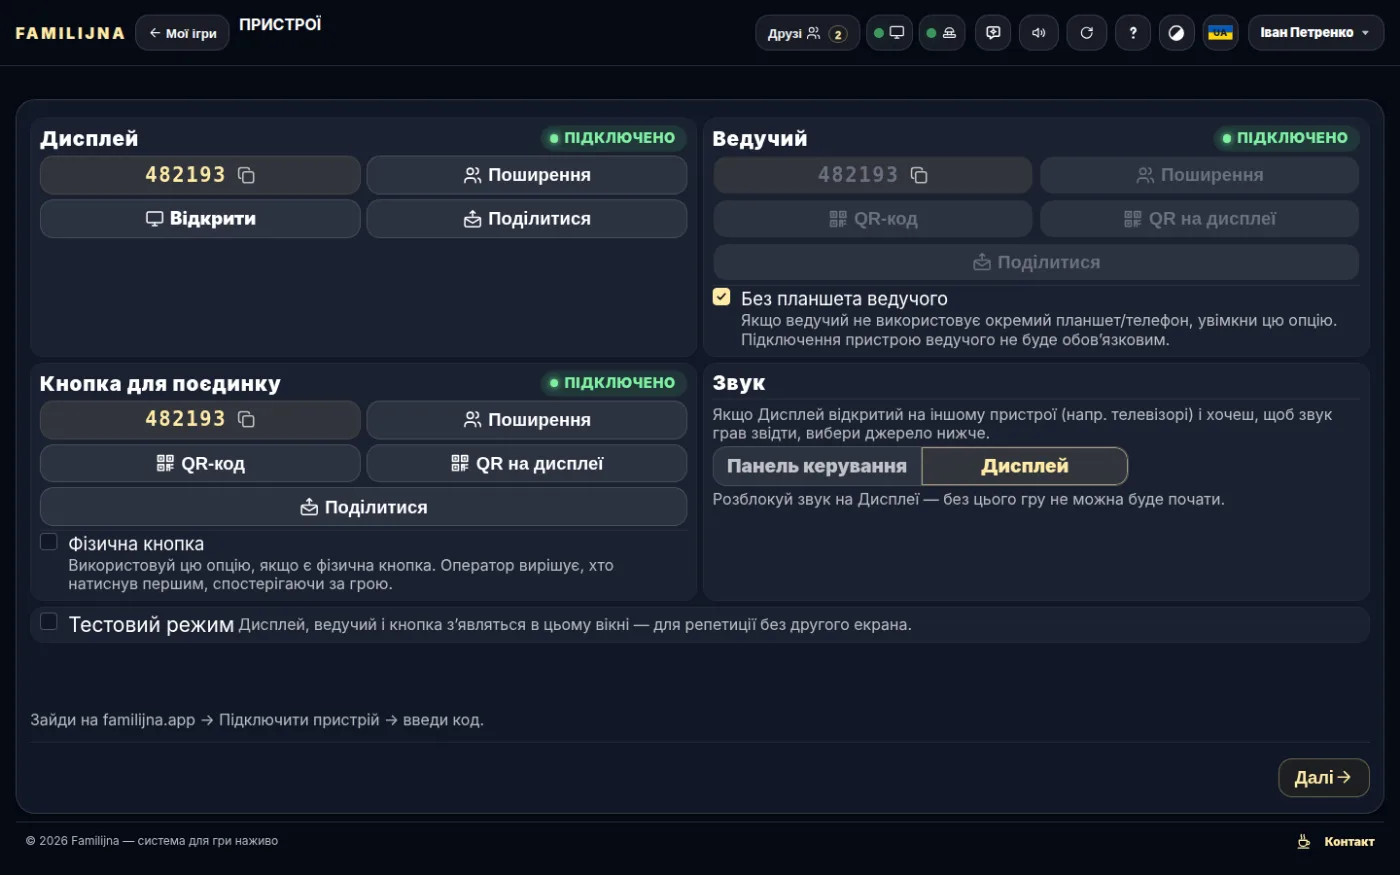 FAMILIJNA
← Мої ігри
ПРИСТРОЇ
Друзі 2
UA
Іван Петренко
Дисплей
ПІДКЛЮЧЕНО
482193
Поширення
Відкрити
Поділитися
Ведучий
ПІДКЛЮЧЕНО
482193
Поширення
QR-код
QR на дисплеї
Поділитися
Без планшета ведучого
Якщо ведучий не використовує окремий планшет/телефон, увімкни цю опцію.
Підключення пристрою ведучого не буде обов’язковим.
Кнопка для поєдинку
ПІДКЛЮЧЕНО
482193
Поширення
QR-код
QR на дисплеї
Поділитися
Фізична кнопка
Використовуй цю опцію, якщо є фізична кнопка. Оператор вирішує, хто
натиснув першим, спостерігаючи за грою.
Звук
Якщо Дисплей відкритий на іншому пристрої (напр. телевізорі) і хочеш, щоб звук
грав звідти, вибери джерело нижче.
Панель керування
Дисплей
Розблокуй звук на Дисплеї — без цього гру не можна буде почати.
Тестовий режим Дисплей, ведучий і кнопка з’являться в цьому вікні — для репетиції без другого екрана.
Зайди на familijna.app → Підключити пристрій → введи код.
Далі →
© 2026 Familijna — система для гри наживо
Контакт